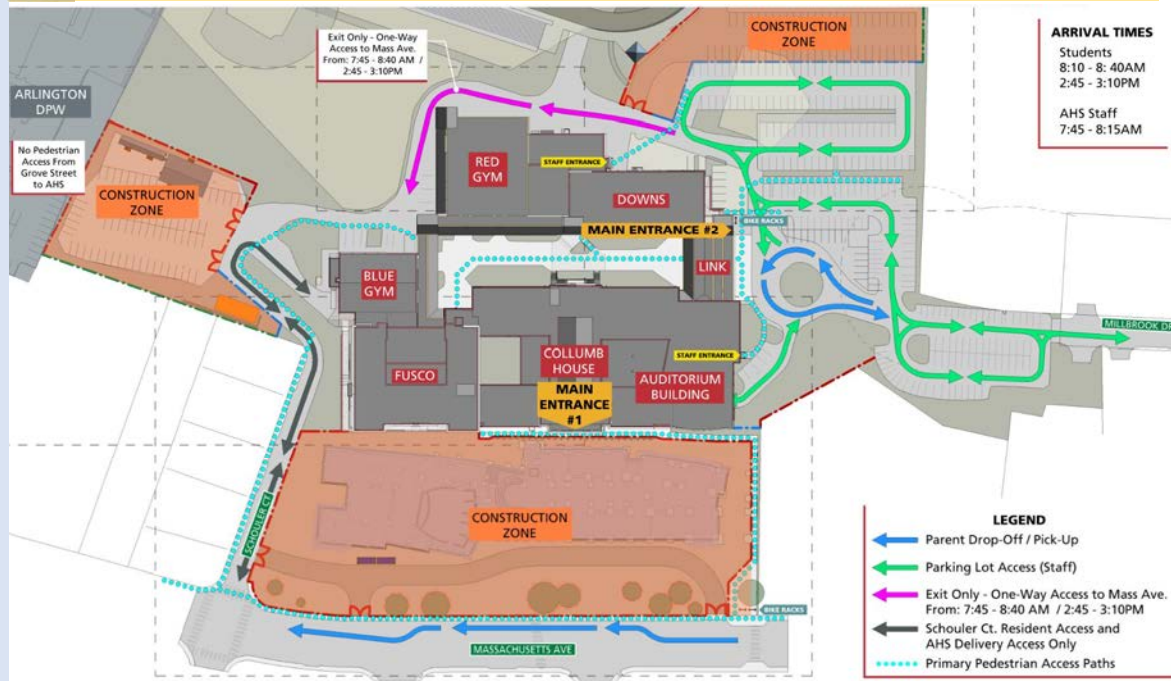 Exit Only - One-Way
Access to Mass Ave.
From: 7:45 - 8:40 AM /
2:45 - 3:10PM
CONSTRUCTION
ZONE
ARRIVAL TIMES
Students
8:10 - 8: 40AM
2:45 - 3:10PM
AHS Staff
7:45 - 8:15AM
ARLINGTON
DPW
No Pedestrian
Access From
Grove Street
to AHS
CONSTRUCTION
ZONE
RED
GYM
STAFF ENTRANCE
DOWNS
BIKE RACKS
MAIN ENTRANCE #2
LINK
BLUE
GYM
MILLBROOK DR
STAFF ENTRANCE
COLLUMB
HOUSE
FUSCO
AUDITORIUM
BUILDING
MAIN
ENTRANCE
#1
CONSTRUCTION
ZONE
SCHOULER CT.
BIKE RACKS
MASSACHUSETTS AVE
LEGEND
Parent Drop-Off / Pick-Up
Parking Lot Access (Staff)
Exit Only - One-Way Access to Mass Ave.
From: 7:45 - 8:40 AM / 2:45 - 3:10PM
Schouler Ct. Resident Access and
AHS Delivery Access Only
Primary Pedestrian Access Paths